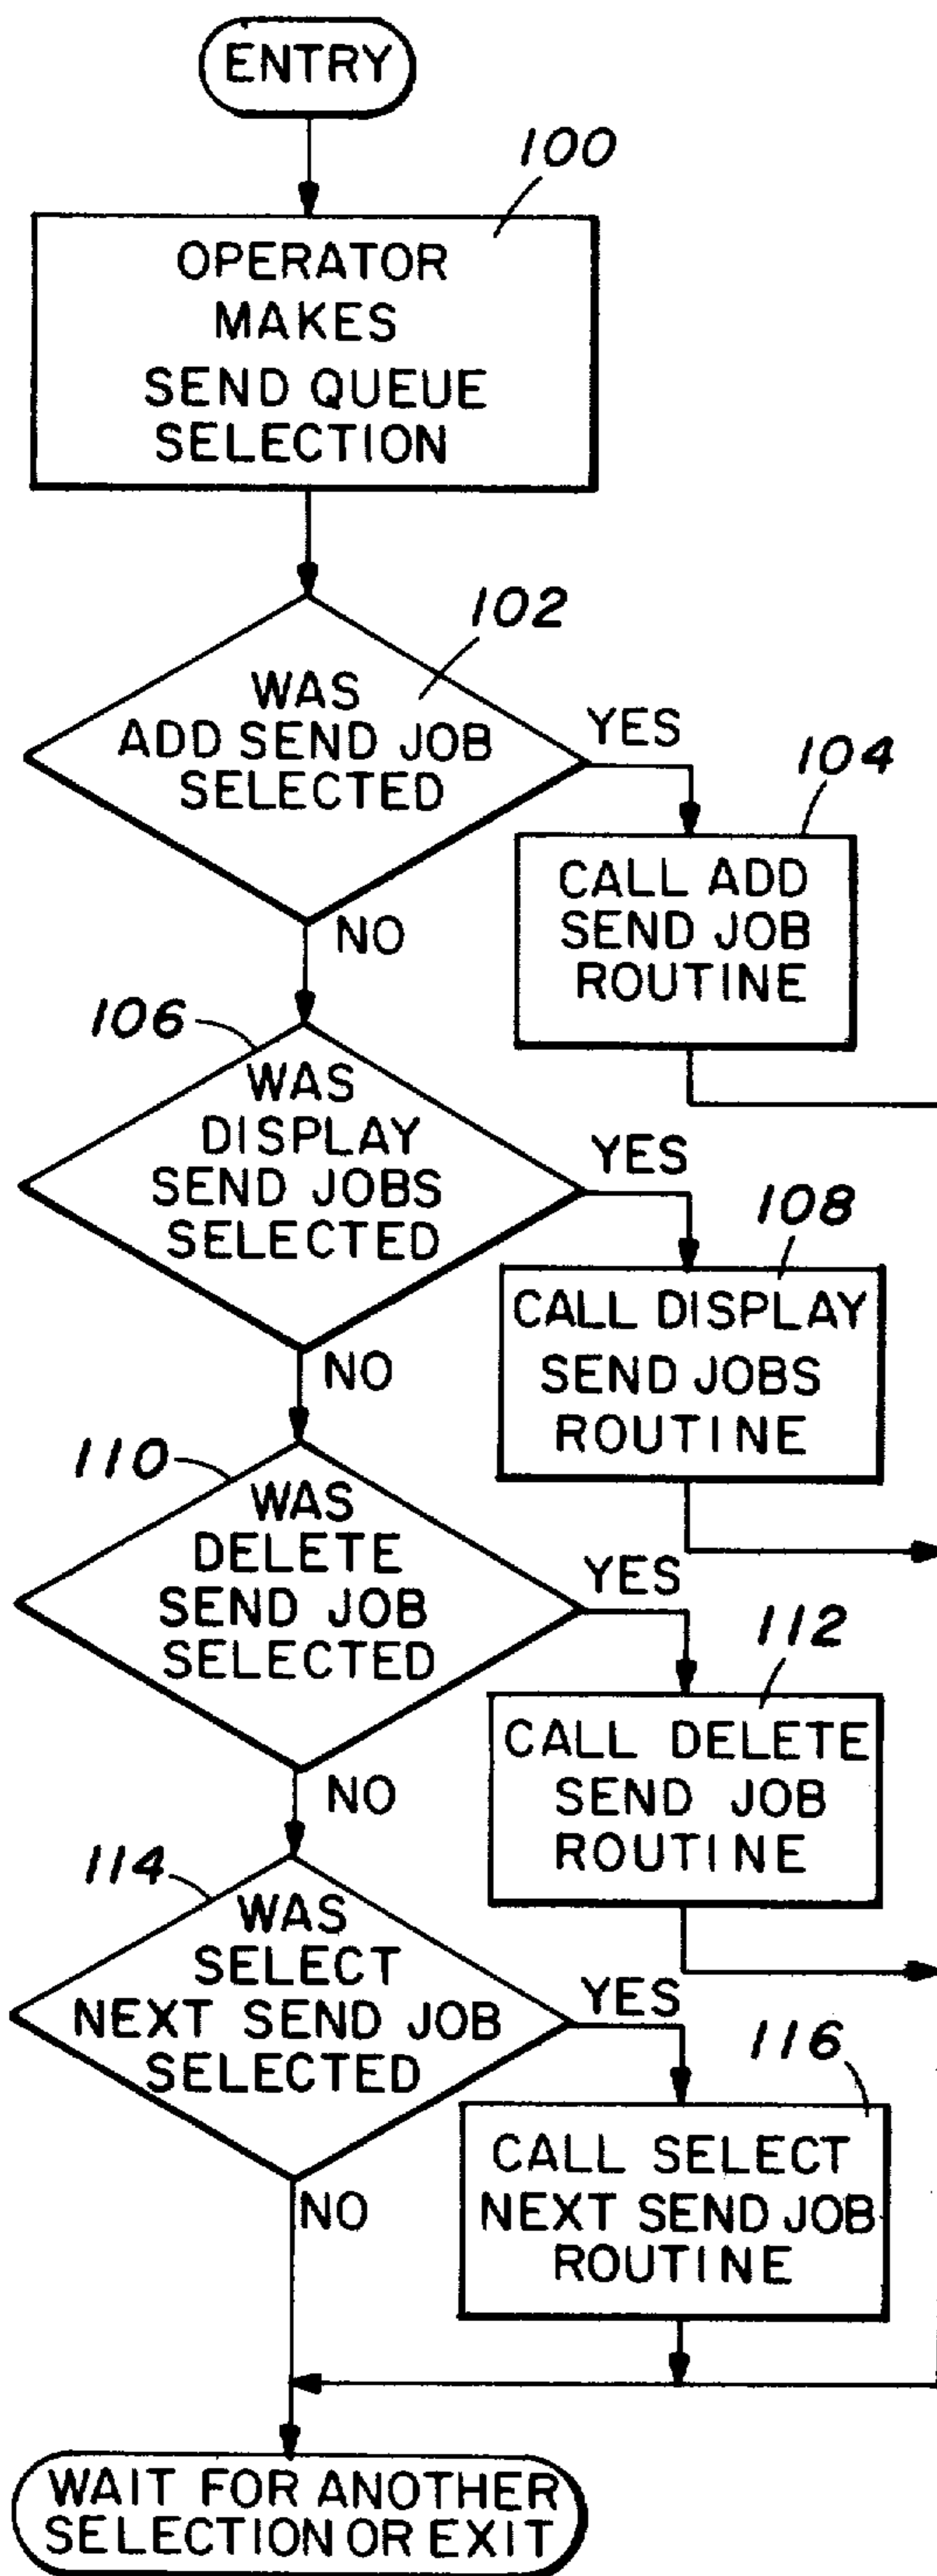 ENTRY
100
OPERATOR
MAKES
SEND QUEUE
SELECTION
102
WAS
ADD SEND JOB
SELECTED
YES
NO
104
CALL ADD
SEND JOB
ROUTINE
106
WAS
DISPLAY
SEND JOBS
SELECTED
YES
NO
108
CALL DISPLAY
SEND JOBS
ROUTINE
110
WAS
DELETE
SEND JOB
SELECTED
YES
NO
112
CALL DELETE
SEND JOB
ROUTINE
114
WAS
SELECT
NEXT SEND JOB
SELECTED
YES
NO
116
CALL SELECT
NEXT SEND JOB
ROUTINE
WAIT FOR ANOTHER
SELECTION OR EXIT